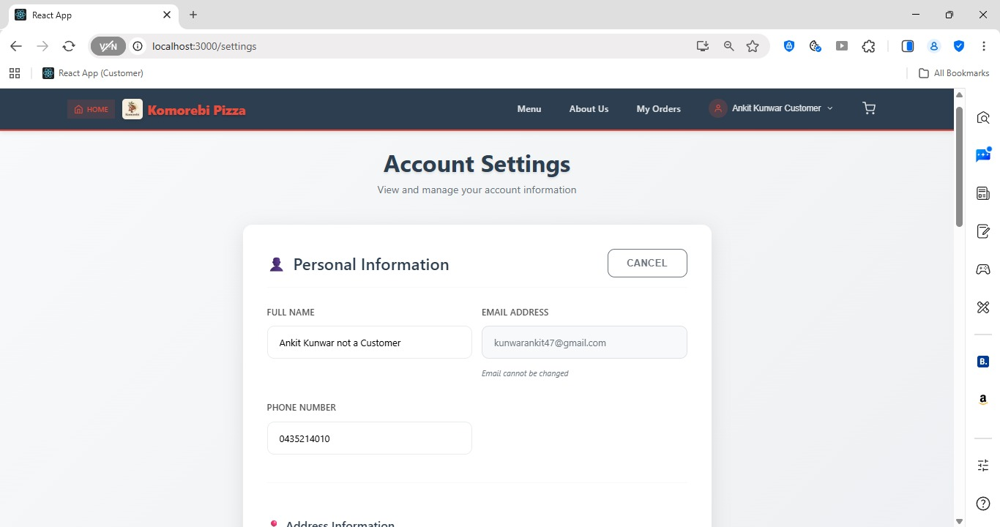 React App
VPN
localhost:3000/settings
React App (Customer)
All Bookmarks
HOME
Komorebi Pizza
Menu
About Us
My Orders
Ankit Kunwar Customer
Account Settings
View and manage your account information
Personal Information
CANCEL
FULL NAME
EMAIL ADDRESS
Ankit Kunwar not a Customer
kunwarankit47@gmail.com
Email cannot be changed
PHONE NUMBER
0435214010
Address Information
B.
a